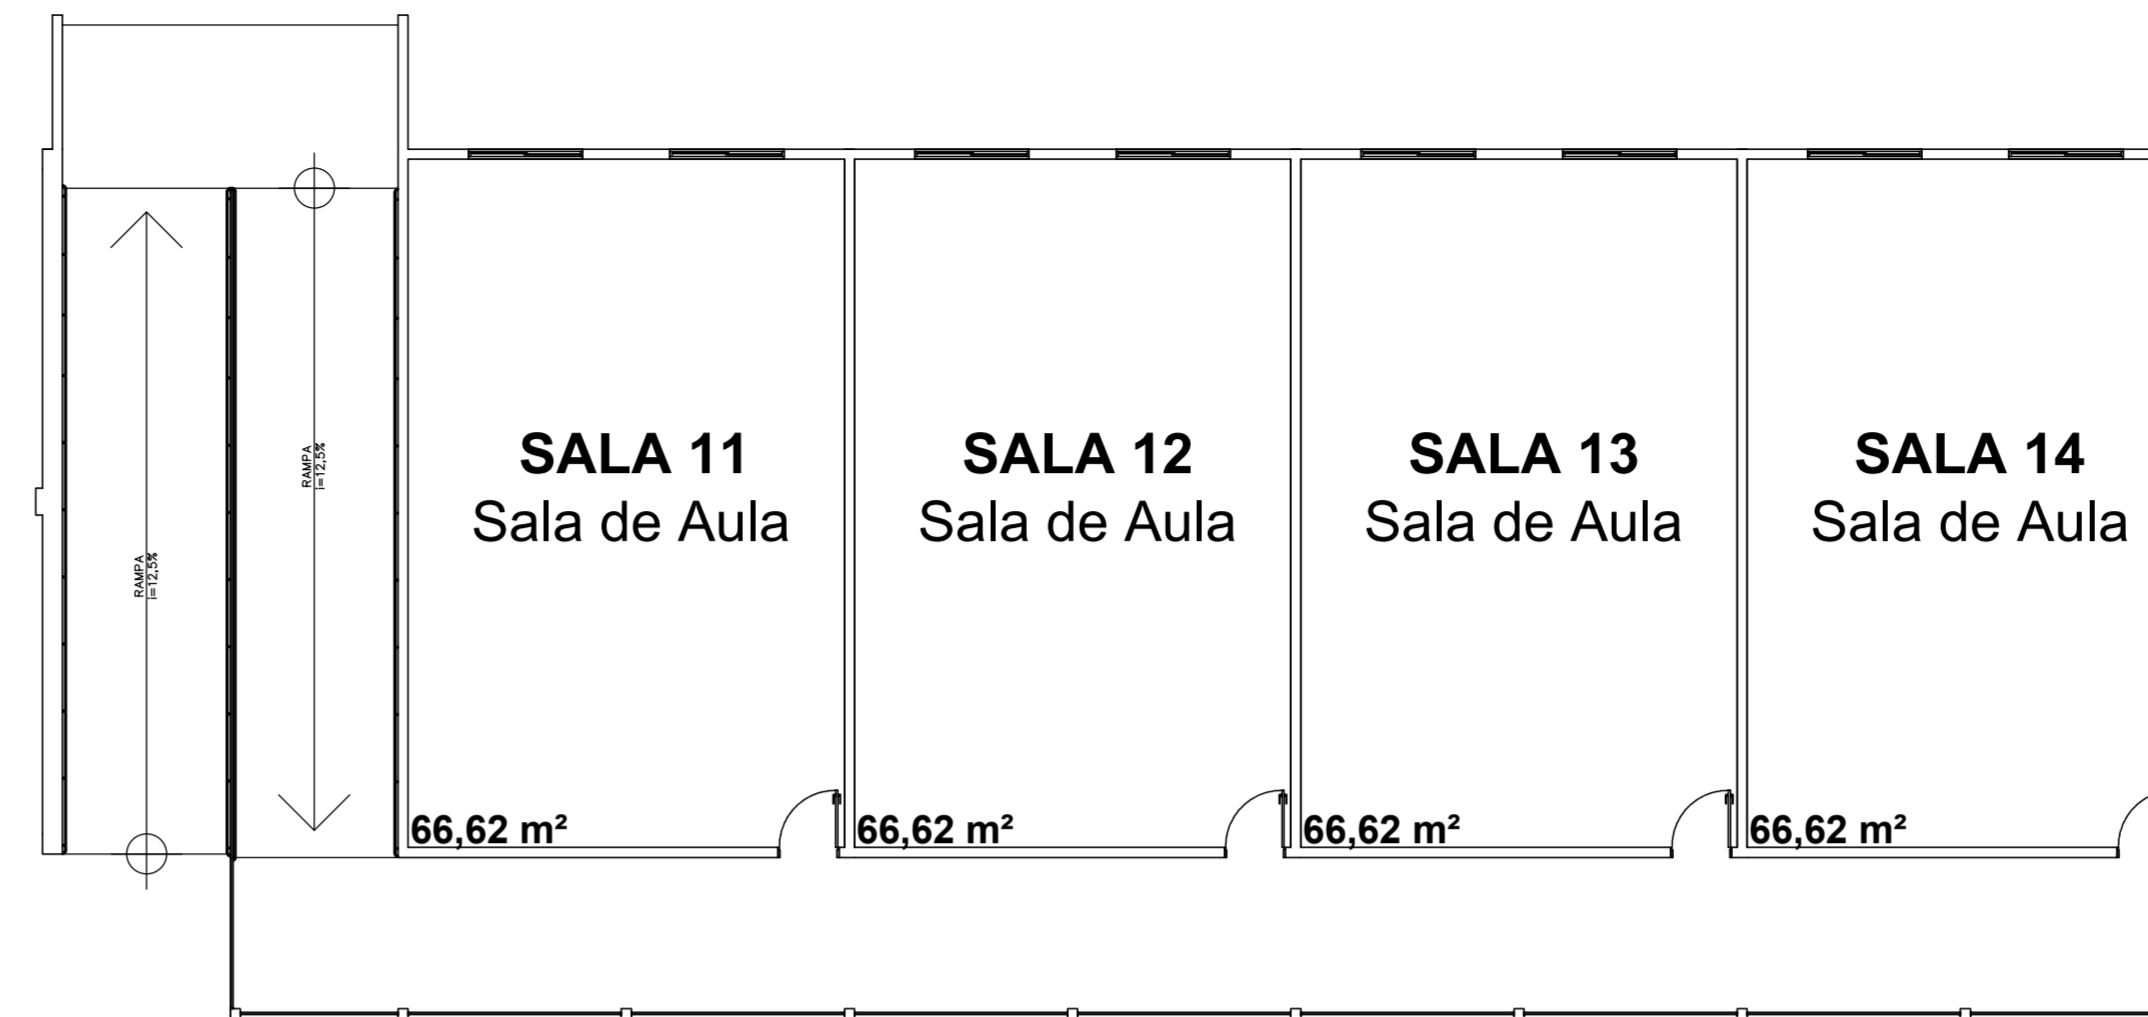 RAMPA
i=12,5%
RAMPA
i=12,5%
SALA 11
Sala de Aula
66,62 m²
SALA 12
Sala de Aula
66,62 m²
SALA 13
Sala de Aula
66,62 m²
SALA 14
Sala de Aula
66,62 m²